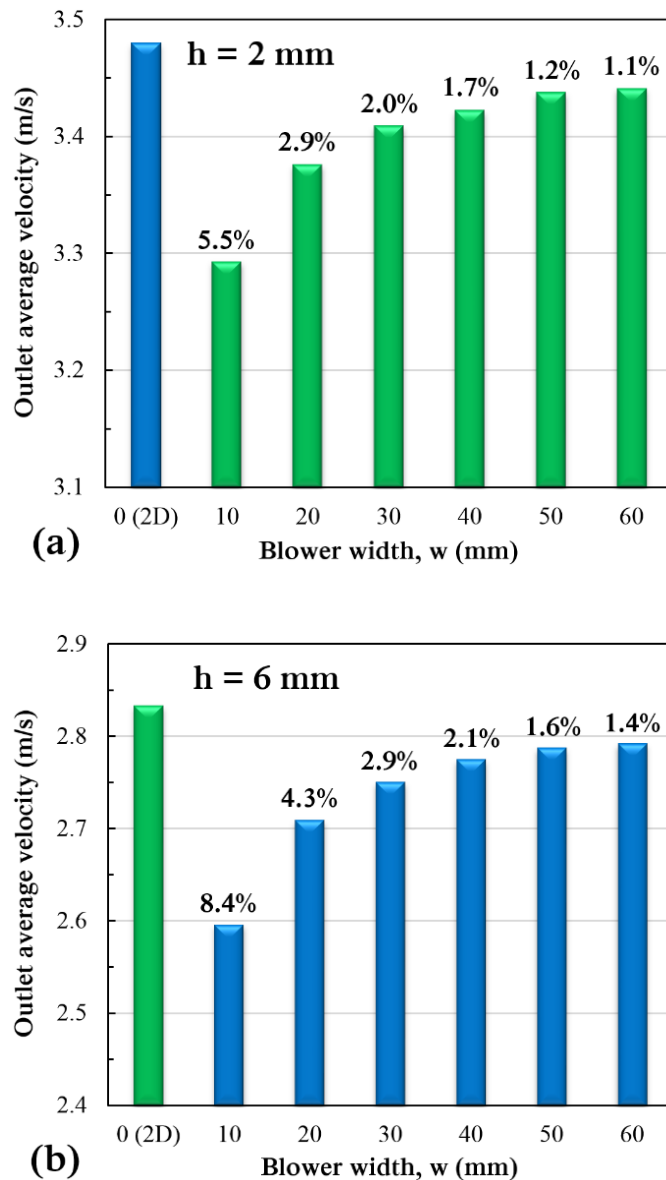 3.5
h = 2 mm
1.7%
1.2%
1.1%
2.0%
3.4
2.9%
5.5%
3.3
3.2
3.1
Outlet average velocity (m/s)
0 (2D) 10 20 30 40 50 60
(a)
Blower width, w (mm)
2.9
h = 6 mm
2.1%
1.6%
1.4%
2.9%
2.8
4.3%
2.7
8.4%
2.6
2.5
2.4
Outlet average velocity (m/s)
0 (2D) 10 20 30 40 50 60
(b)
Blower width, w (mm)